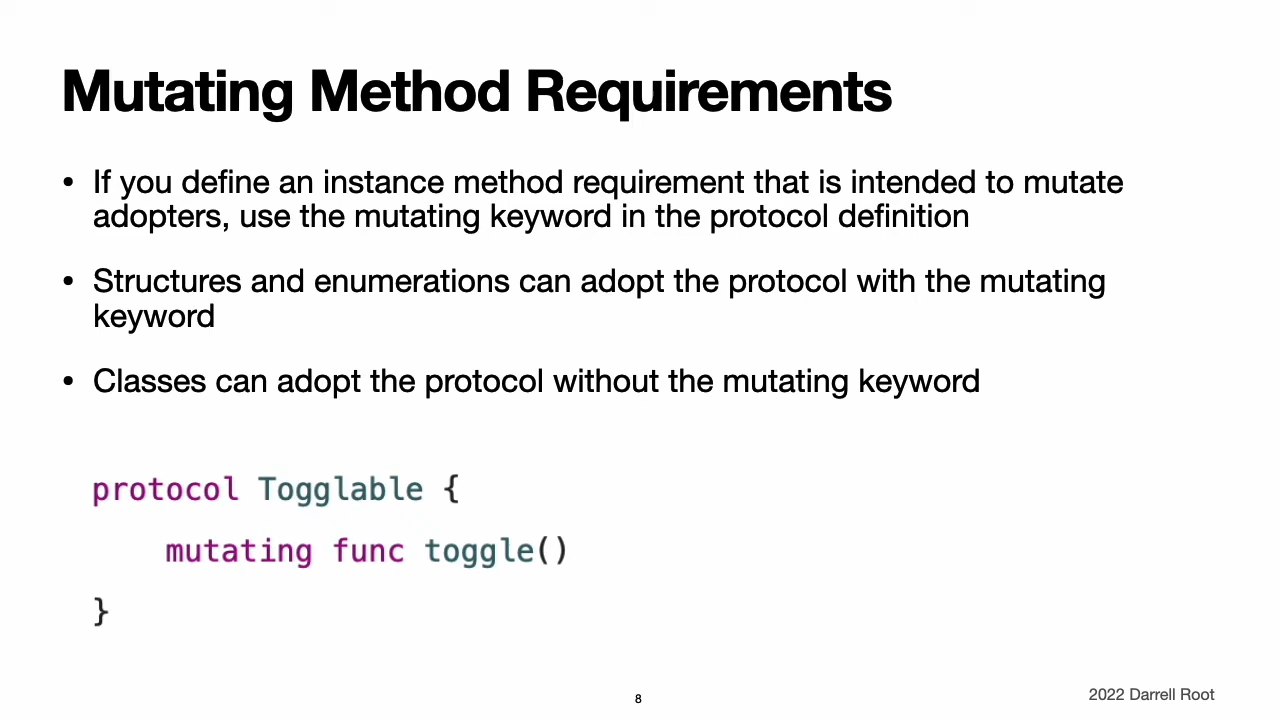 Mutating Method Requirements
• If you define an instance method requirement that is intended to mutate
adopters, use the mutating keyword in the protocol definition
• Structures and enumerations can adopt the protocol with the mutating
keyword
• Classes can adopt the protocol without the mutating keyword
protocol Togglable {
    mutating func toggle()
}
8
2022 Darrell Root